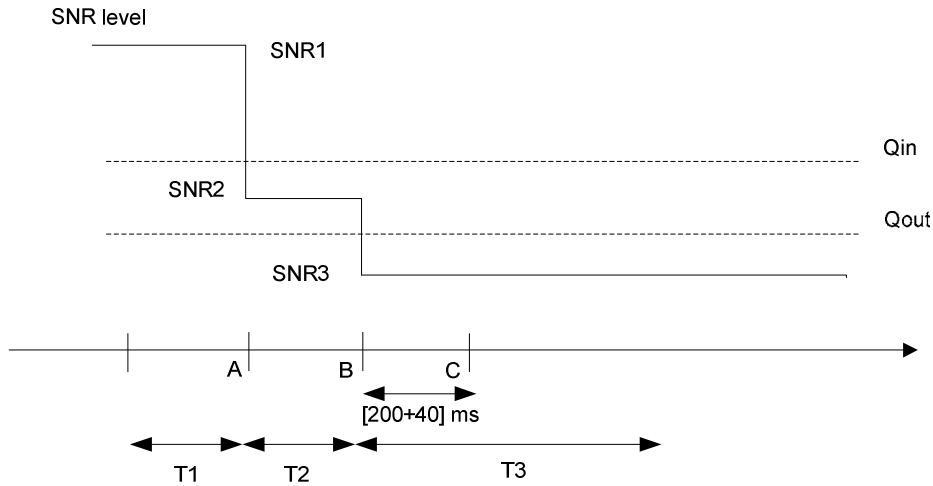 SNR level
SNR1
Qin
SNR2
Qout
SNR3
A
B
C
[200+40] ms
T1
T2
T3